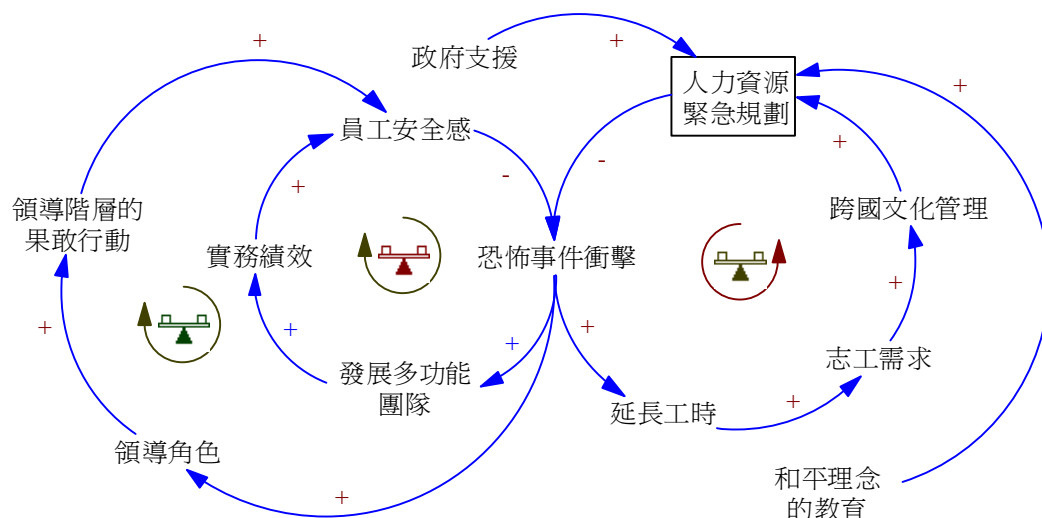 政府支援
人力資源
緊急規劃
員工安全感
領導階層的
果敢行動
實務績效
恐怖事件衝擊
跨國文化管理
發展多功能
團隊
志工需求
延長工時
領導角色
和平理念
的教育
+
+
+
+
-
-
+
+
+
+
+
+
+
+